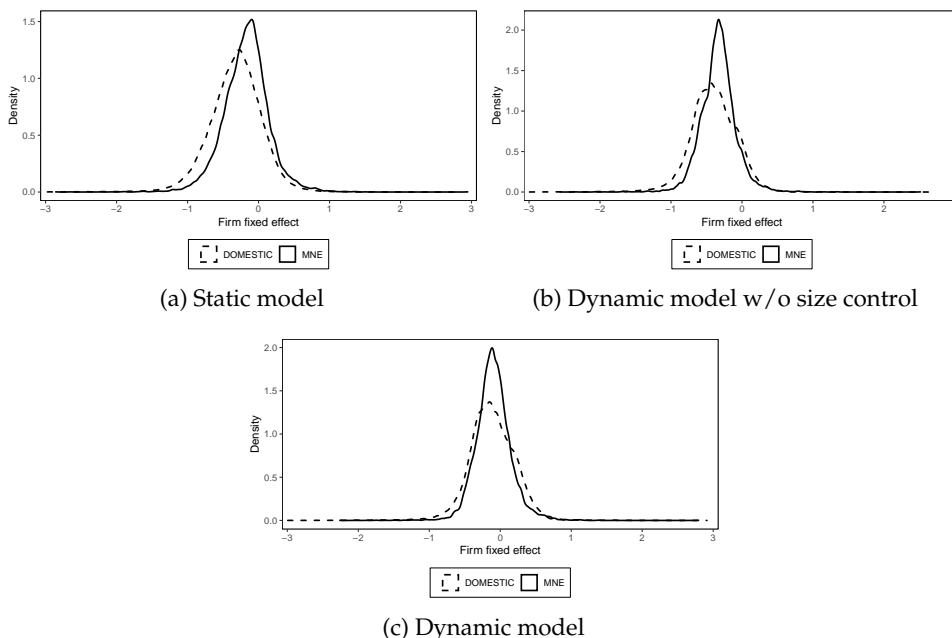 1.5
1.0
0.5
0.0
Density
−3 −2 −1 0 1 2 3
Firm fixed effect
DOMESTIC MNE
(a) Static model
2.0
1.5
1.0
0.5
0.0
Density
−3 −2 −1 0 1 2
Firm fixed effect
DOMESTIC MNE
(b) Dynamic model w/o size control
2.0
1.5
1.0
0.5
0.0
Density
−3 −2 −1 0 1 2 3
Firm fixed effect
DOMESTIC MNE
(c) Dynamic model